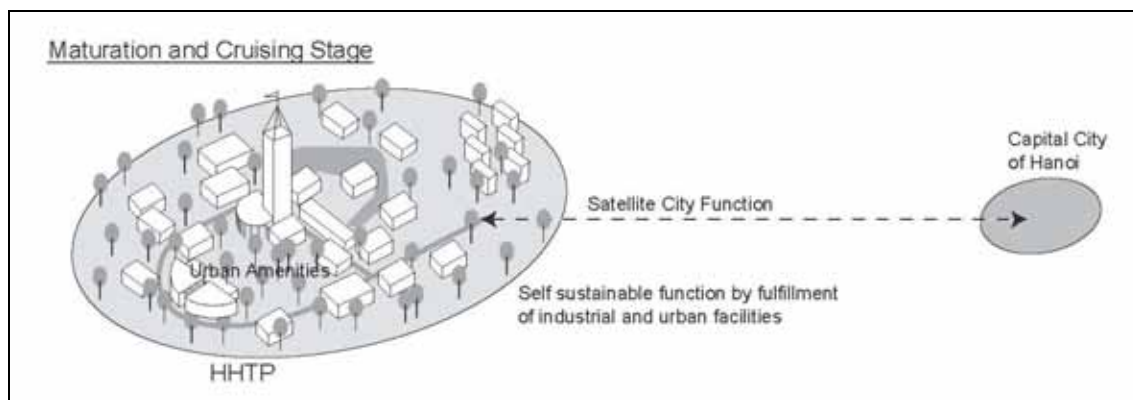 Maturation and Cruising Stage
Capital City
of Hanoi
Satellite City Function
Urban Amenities
Self sustainable function by fulfillment
of industrial and urban facilities
HHTP